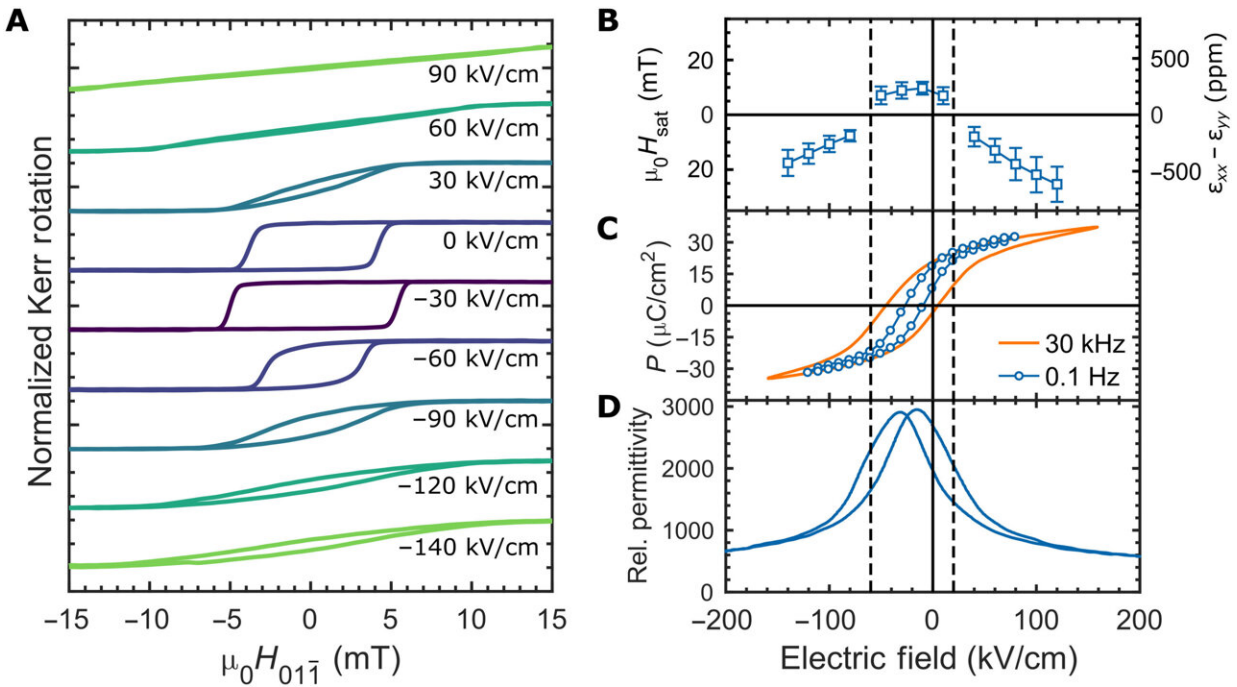 A
Normalized Kerr rotation
90 kV/cm
60 kV/cm
30 kV/cm
0 kV/cm
−30 kV/cm
−60 kV/cm
−90 kV/cm
−120 kV/cm
−140 kV/cm
−15 −10 −5 0 5 10 15
μ₀H₀₁₁̄ (mT)
B
μ₀Hsat (mT)
20
0
20
500
0
−500
εxx − εyy (ppm)
C
P (μC/cm²)
30
15
0
−15
−30
30 kHz
0.1 Hz
D
Rel. permittivity
3000
2000
1000
0
−200 −100 0 100 200
Electric field (kV/cm)